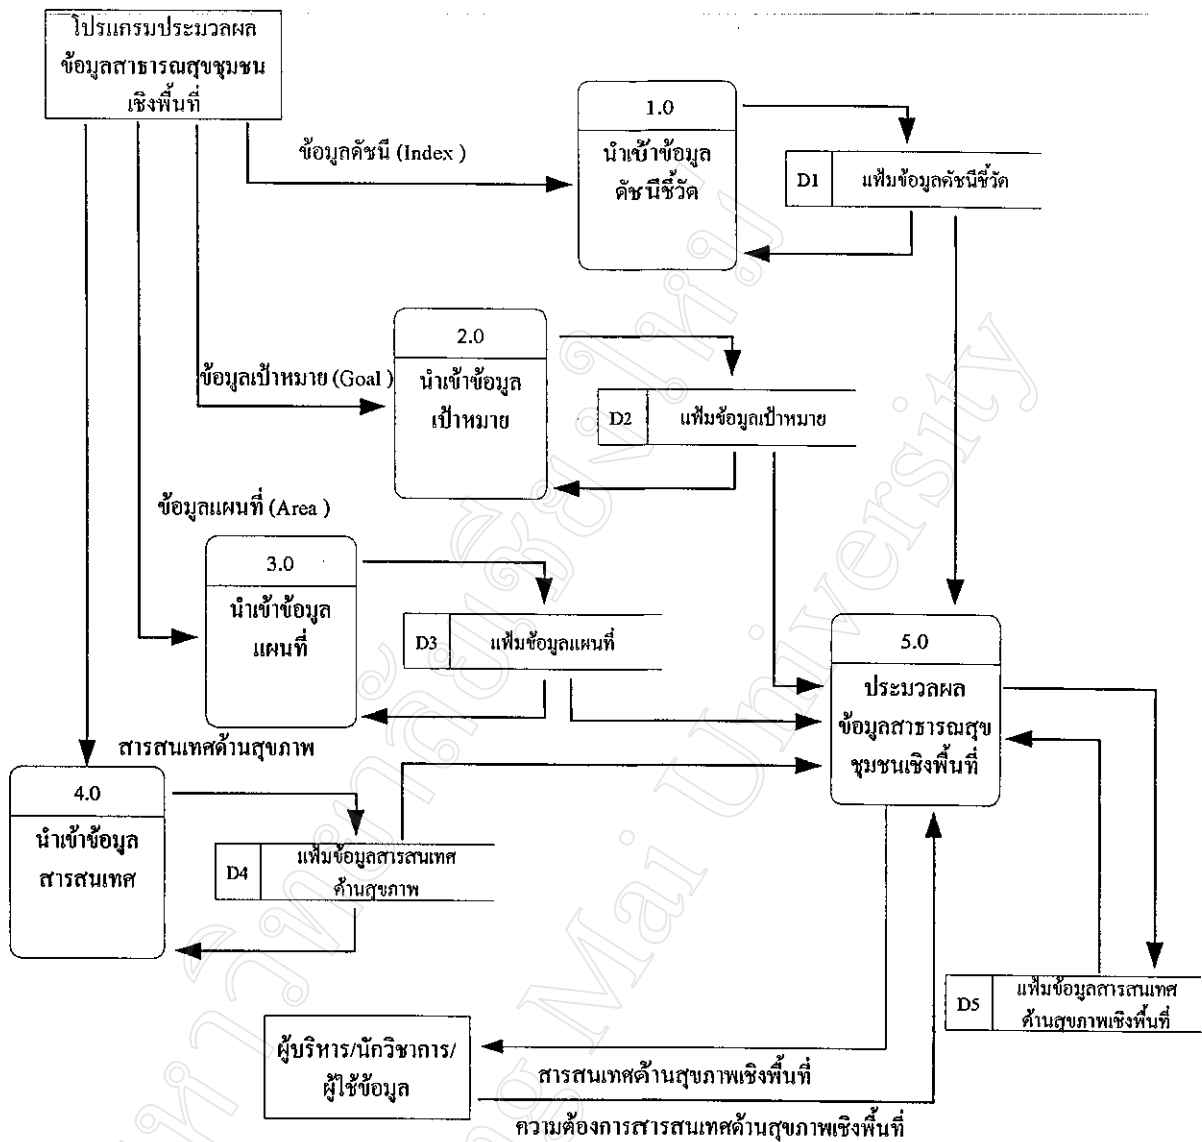 โปรแกรมประมวลผล
ข้อมูลสาธารณสุขชุมชน
เชิงพื้นที่
1.0
นำเข้าข้อมูล
ดัชนีชี้วัด
ข้อมูลดัชนี (Index )
D1
แฟ้มข้อมูลดัชนีชี้วัด
2.0
นำเข้าข้อมูล
เป้าหมาย
ข้อมูลเป้าหมาย (Goal )
D2
แฟ้มข้อมูลเป้าหมาย
ข้อมูลแผนที่ (Area )
3.0
นำเข้าข้อมูล
แผนที่
D3
แฟ้มข้อมูลแผนที่
5.0
ประมวลผล
ข้อมูลสาธารณสุข
ชุมชนเชิงพื้นที่
สารสนเทศด้านสุขภาพ
4.0
นำเข้าข้อมูล
สารสนเทศ
D4
แฟ้มข้อมูลสารสนเทศ
ด้านสุขภาพ
D5
แฟ้มข้อมูลสารสนเทศ
ด้านสุขภาพเชิงพื้นที่
ผู้บริหาร/นักวิชาการ/
ผู้ใช้ข้อมูล
สารสนเทศด้านสุขภาพเชิงพื้นที่
ความต้องการสารสนเทศด้านสุขภาพเชิงพื้นที่
มหาวิทยาลัยเชียงใหม่
Mai University